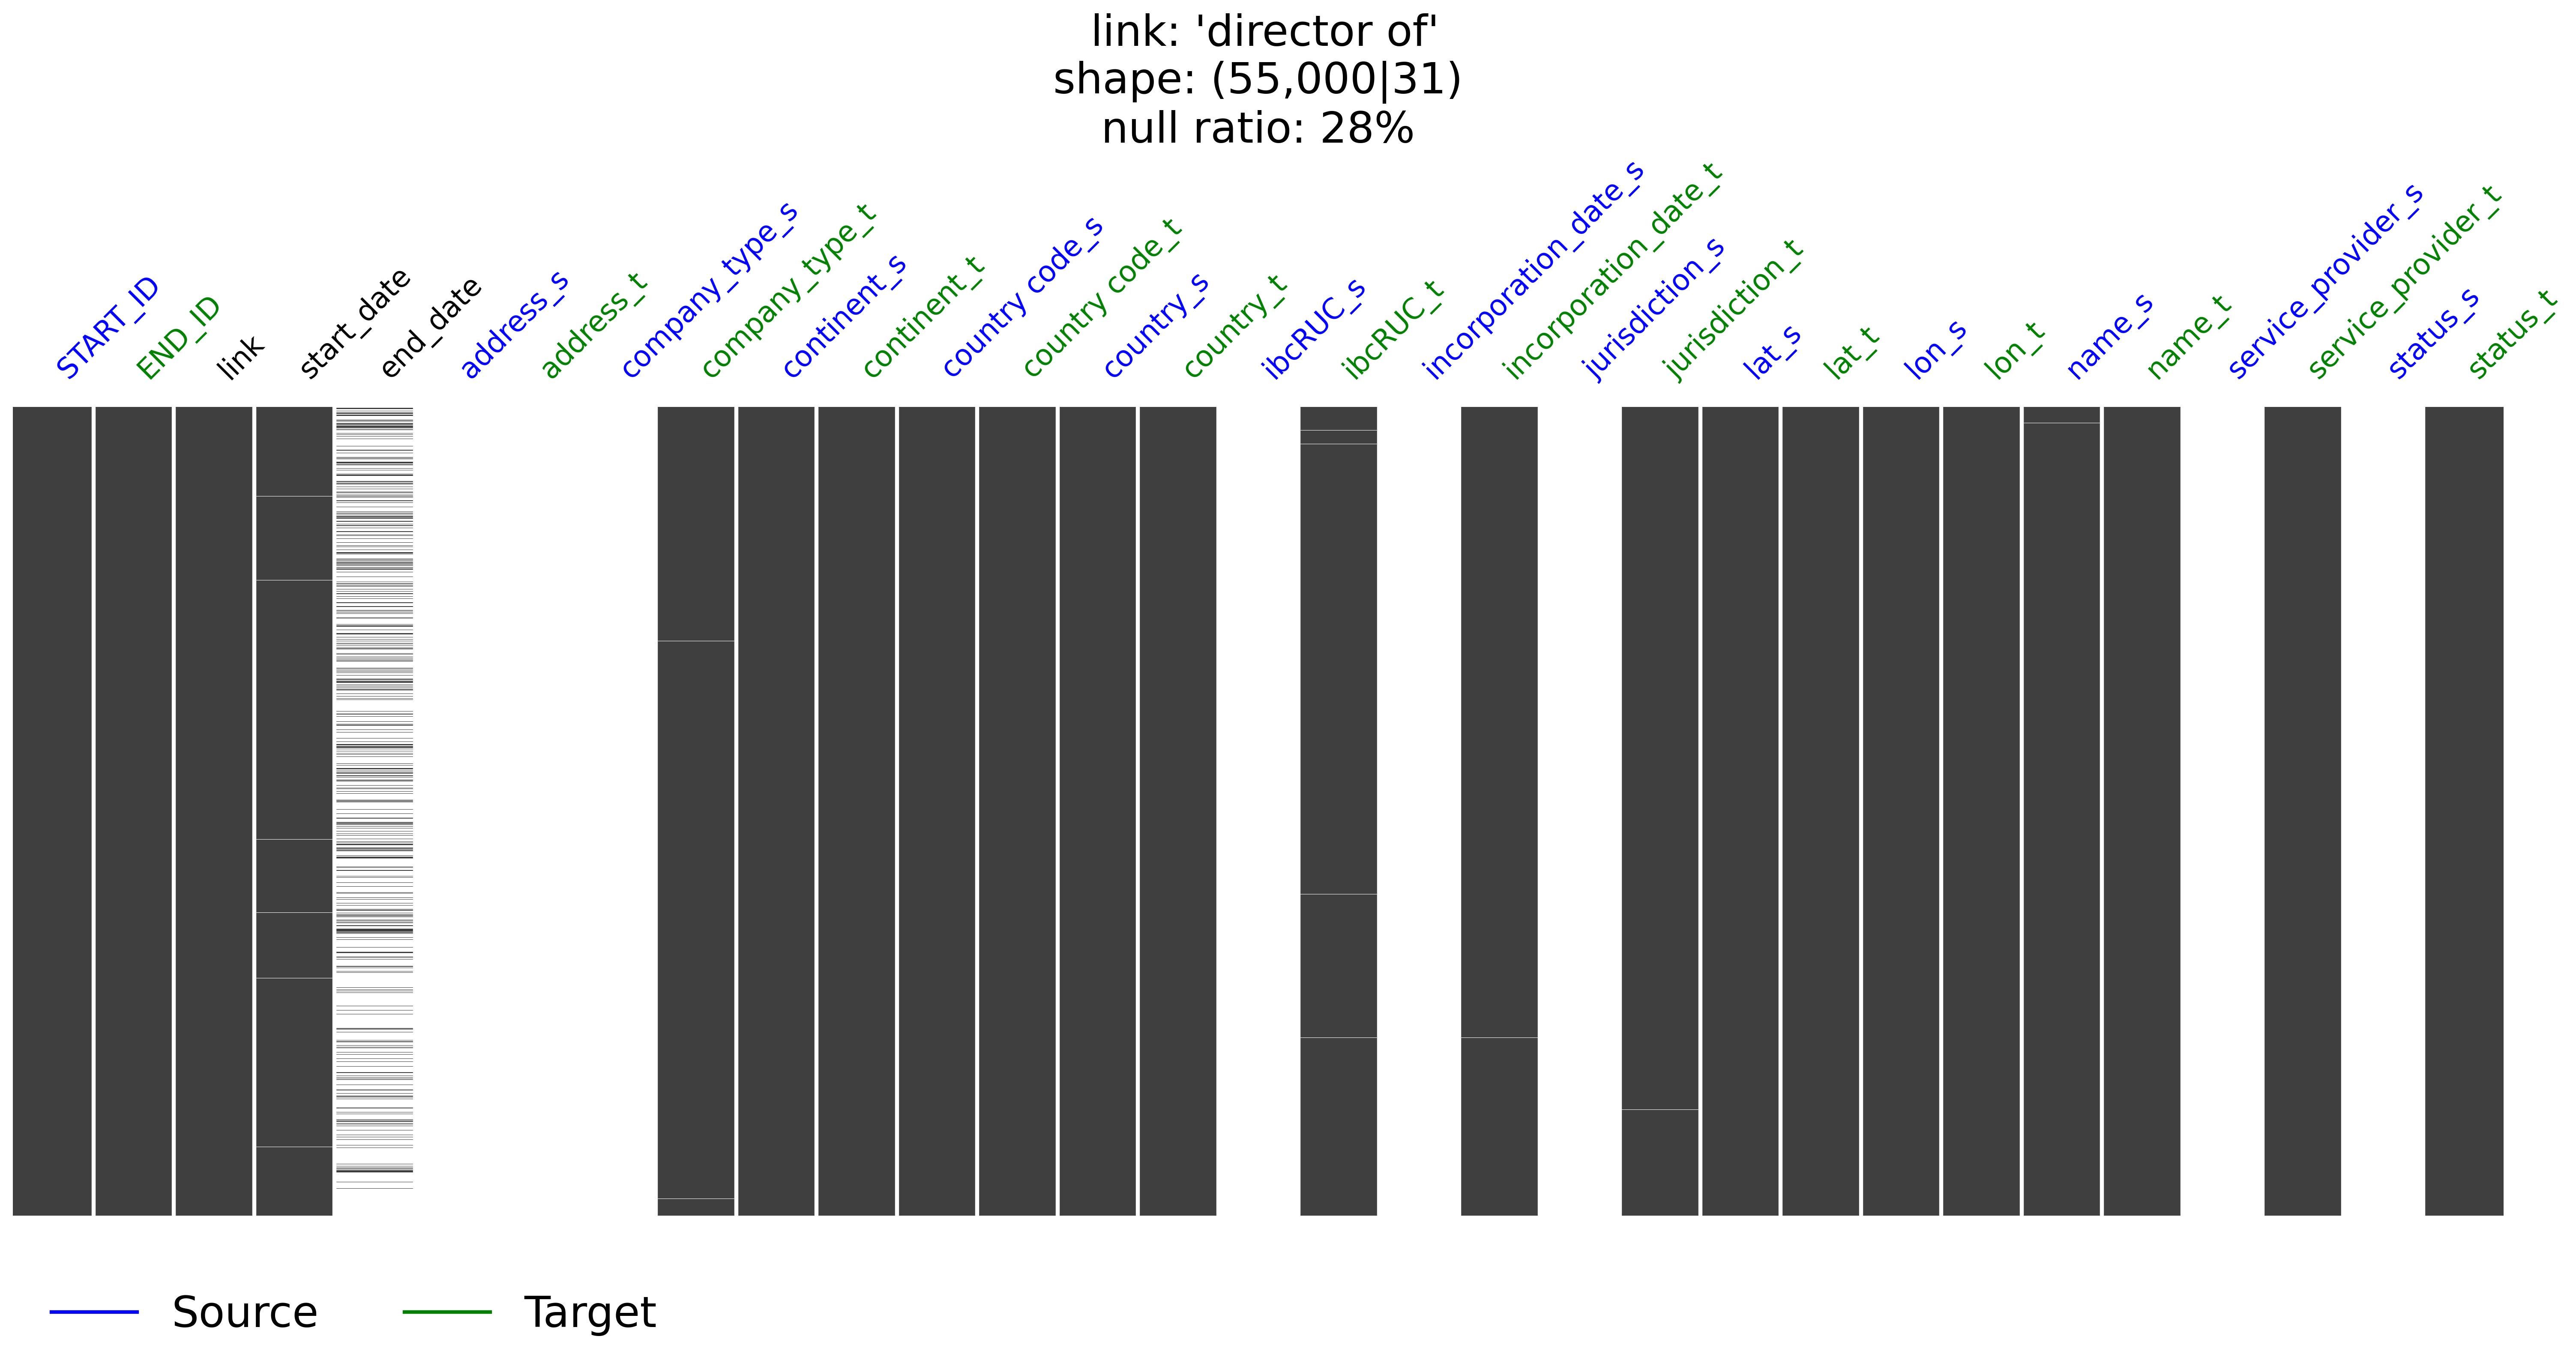 link: 'director of'
shape: (55,000|31)
null ratio: 28%
START_ID
END_ID
link
start_date
end_date
address_s
address_t
company_type_s
company_type_t
continent_s
continent_t
country code_s
country code_t
country_s
country_t
ibcRUC_s
ibcRUC_t
incorporation_date_s
incorporation_date_t
jurisdiction_s
jurisdiction_t
lat_s
lat_t
lon_s
lon_t
name_s
name_t
service_provider_s
service_provider_t
status_s
status_t
Source
Target